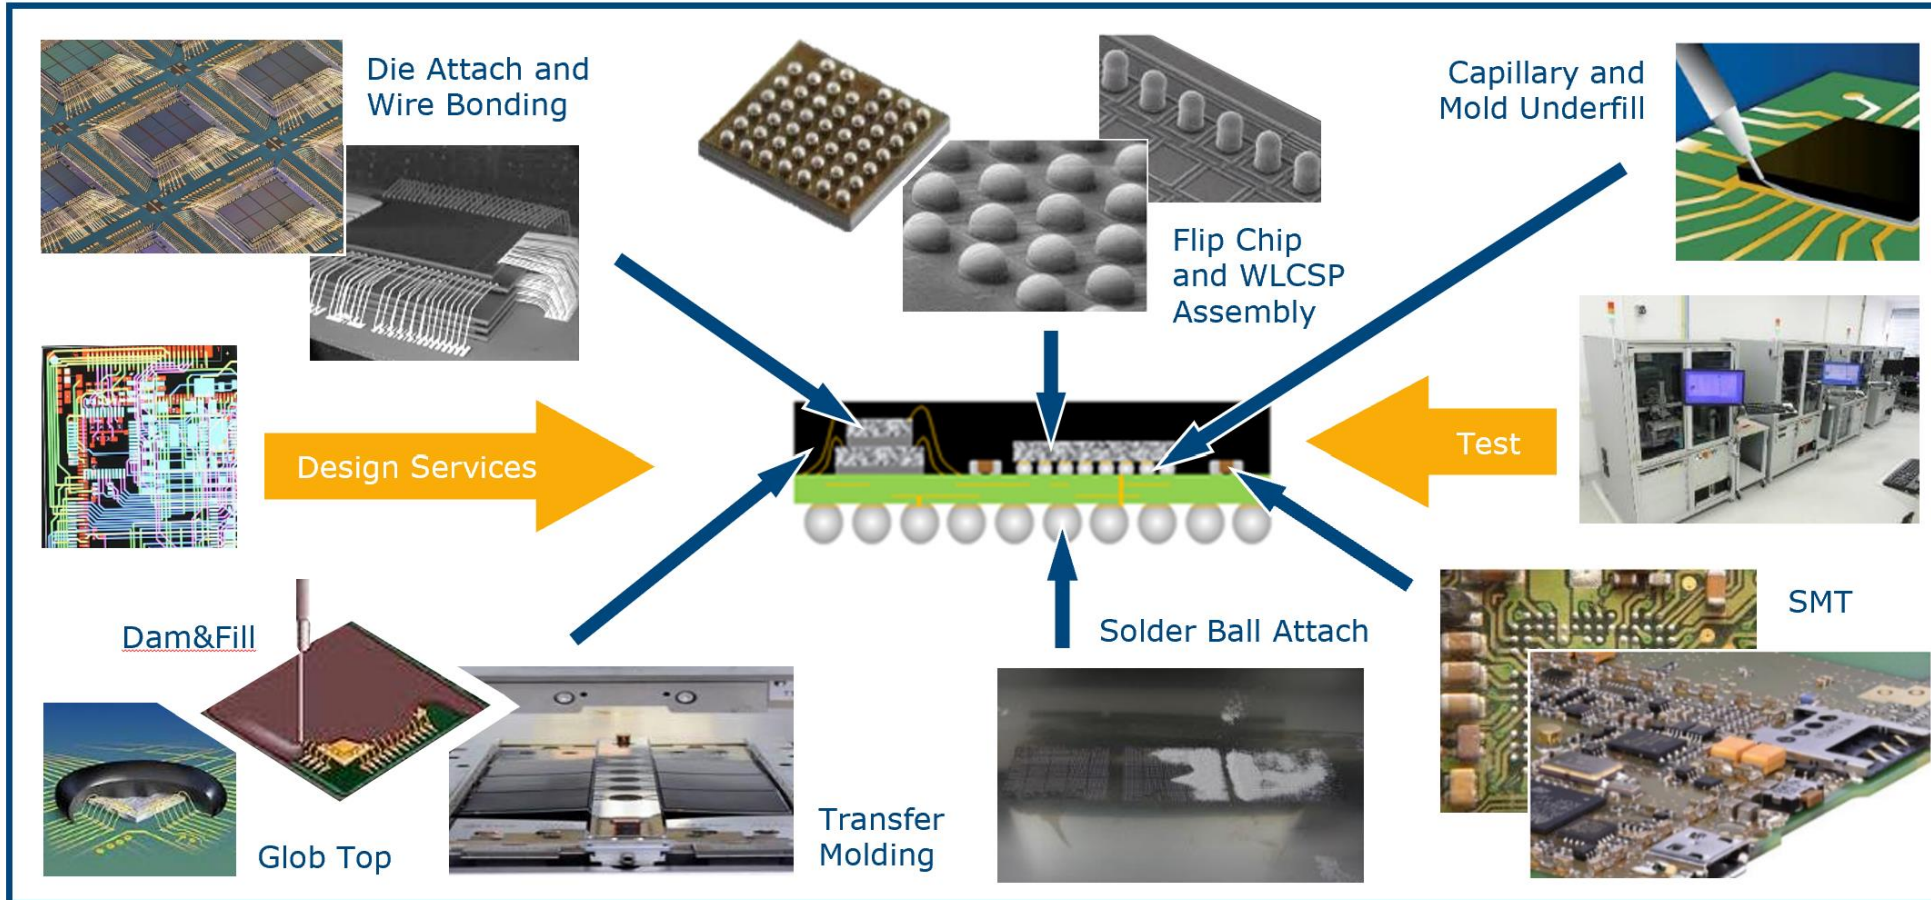 Die Attach and
Wire Bonding
Flip Chip
and WLCSP
Assembly
Capillary and
Mold Underfill
Design Services
Test
Dam&Fill
Glob Top
Transfer
Molding
Solder Ball Attach
SMT